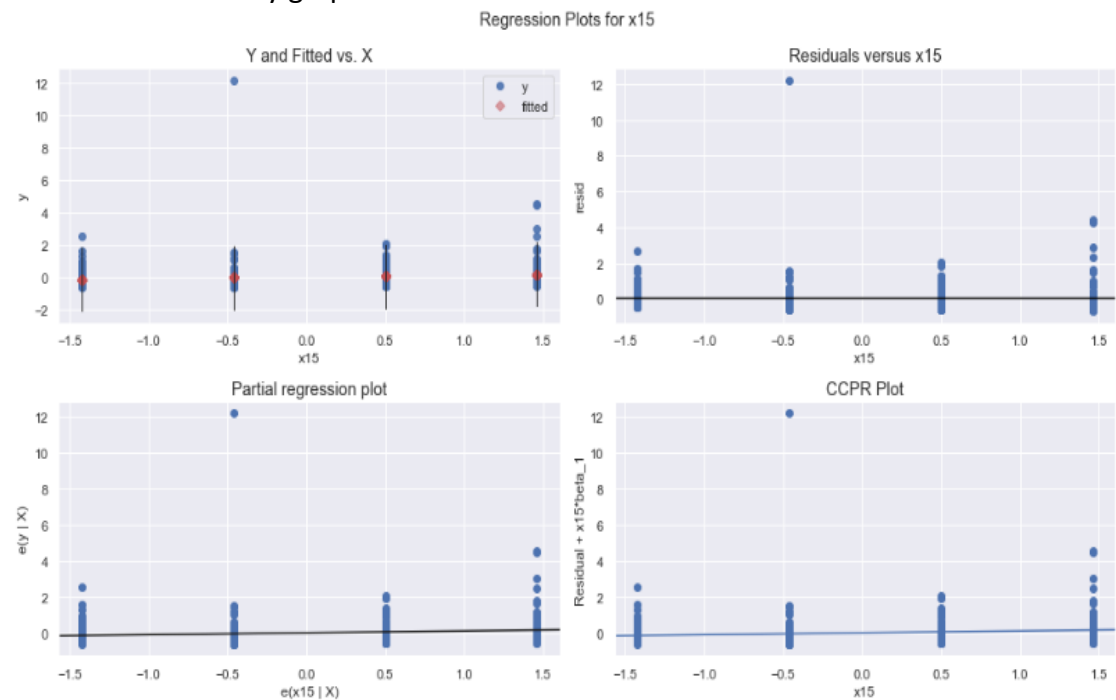 Regression Plots for x15
Y and Fitted vs. X
y
fitted
12
10
8
6
4
2
0
−2
y
−1.5 −1.0 −0.5 0.0 0.5 1.0 1.5
x15
Residuals versus x15
12
10
8
6
4
2
0
resid
−1.5 −1.0 −0.5 0.0 0.5 1.0 1.5
x15
Partial regression plot
12
10
8
6
4
2
0
e(y | X)
−1.5 −1.0 −0.5 0.0 0.5 1.0 1.5
e(x15 | X)
CCPR Plot
12
10
8
6
4
2
0
Residual + x15*beta_1
−1.5 −1.0 −0.5 0.0 0.5 1.0 1.5
x15